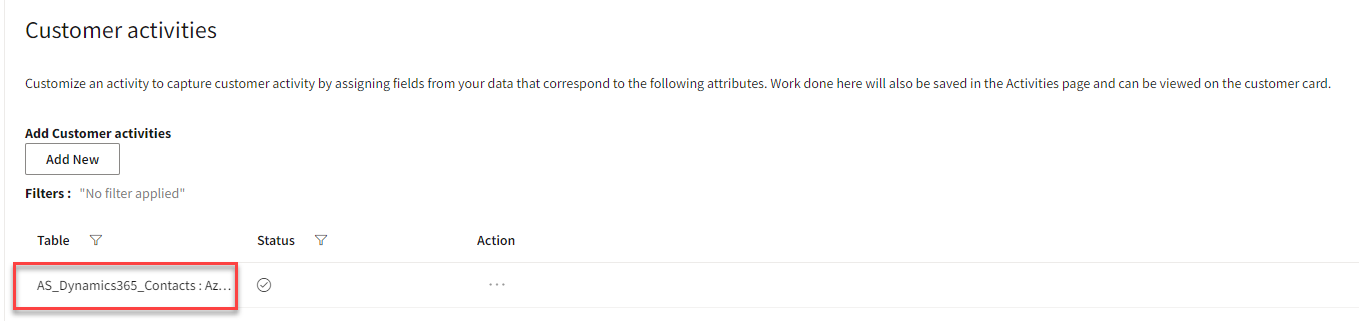 Customer activities
Customize an activity to capture customer activity by assigning fields from your data that correspond to the following attributes. Work done here will also be saved in the Activities page and can be viewed on the customer card.
Add Customer activities
Add New
Filters : "No filter applied"
Table Status Action
AS_Dynamics365_Contacts : Az... ...